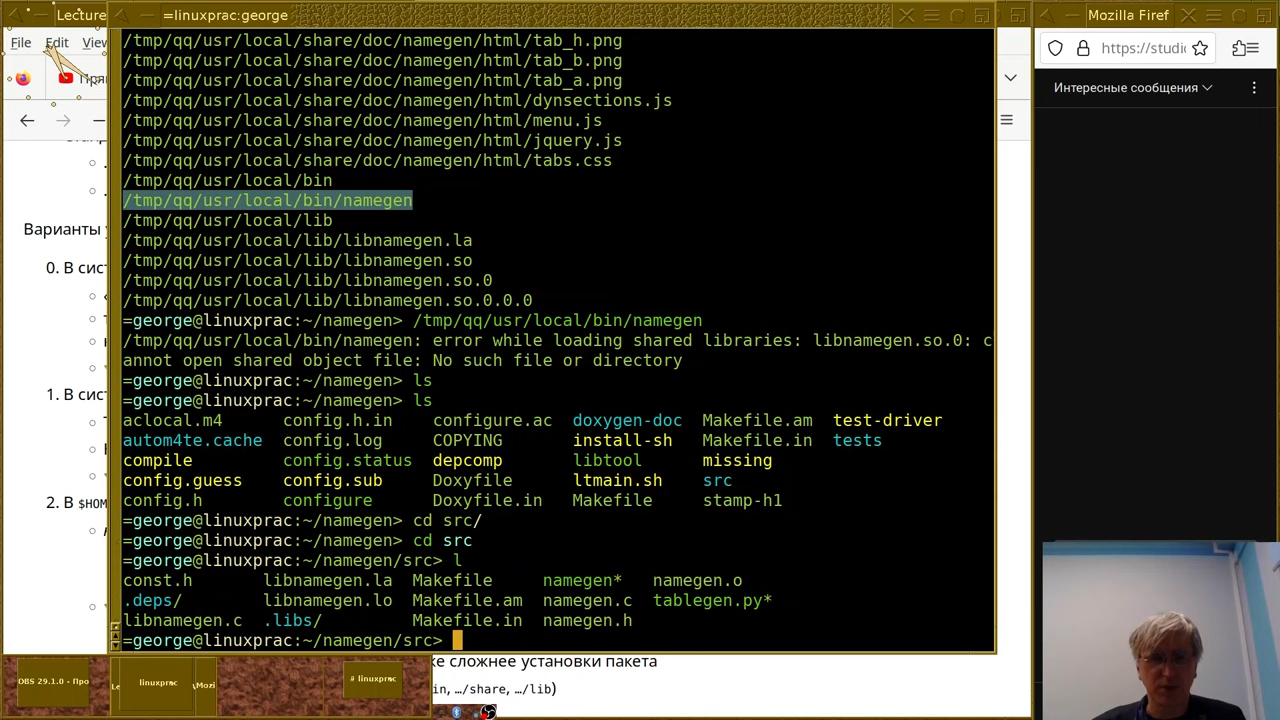 Lecture
=linuxprac:george
Mozilla Firef
File Edit View
https://studi
Интересные сообщения
Варианты
0. В сист
1. В сист
2. В $HOM
/tmp/qq/usr/local/share/doc/namegen/html/tab_h.png
/tmp/qq/usr/local/share/doc/namegen/html/tab_b.png
/tmp/qq/usr/local/share/doc/namegen/html/tab_a.png
/tmp/qq/usr/local/share/doc/namegen/html/dynsections.js
/tmp/qq/usr/local/share/doc/namegen/html/menu.js
/tmp/qq/usr/local/share/doc/namegen/html/jquery.js
/tmp/qq/usr/local/share/doc/namegen/html/tabs.css
/tmp/qq/usr/local/bin
/tmp/qq/usr/local/bin/namegen
/tmp/qq/usr/local/lib
/tmp/qq/usr/local/lib/libnamegen.la
/tmp/qq/usr/local/lib/libnamegen.so
/tmp/qq/usr/local/lib/libnamegen.so.0
/tmp/qq/usr/local/lib/libnamegen.so.0.0.0
=george@linuxprac:~/namegen> /tmp/qq/usr/local/bin/namegen
/tmp/qq/usr/local/bin/namegen: error while loading shared libraries: libnamegen.so.0: c
annot open shared object file: No such file or directory
=george@linuxprac:~/namegen> ls
=george@linuxprac:~/namegen> ls
aclocal.m4 config.h.in configure.ac doxygen-doc Makefile.am test-driver
autom4te.cache config.log COPYING install-sh Makefile.in tests
compile config.status depcomp libtool missing
config.guess config.sub Doxyfile ltmain.sh src
config.h configure Doxyfile.in Makefile stamp-h1
=george@linuxprac:~/namegen> cd src/
=george@linuxprac:~/namegen> cd src
=george@linuxprac:~/namegen/src> l
const.h libnamegen.la Makefile namegen* namegen.o
.deps/ libnamegen.lo Makefile.am namegen.c tablegen.py*
libnamegen.c .libs/ Makefile.in namegen.h
=george@linuxprac:~/namegen/src>
ке сложнее установки пакета
in, …/share, …/lib)
OBS 29.1.0 - Про
linuxprac
Mozi
# linuxprac